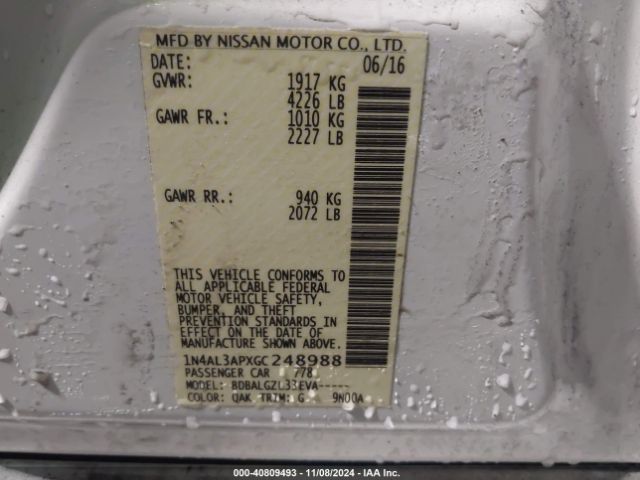 MFD BY NISSAN MOTOR CO., LTD.
DATE: 06/16
GVWR: 1917 KG
4226 LB
GAWR FR.: 1010 KG
2227 LB
GAWR RR.: 940 KG
2072 LB
THIS VEHICLE CONFORMS TO
ALL APPLICABLE FEDERAL
MOTOR VEHICLE SAFETY,
BUMPER, AND THEFT
PREVENTION STANDARDS IN
EFFECT ON THE DATE OF
MANUFACTURE SHOWN ABOVE.
1N4AL3APXGC248988
PASSENGER CAR 778
MODEL: BDBALGZL33EVA-----
COLOR: QAK TRIM: G 9N00A
000-40809493 - 11/08/2024 - IAA Inc.